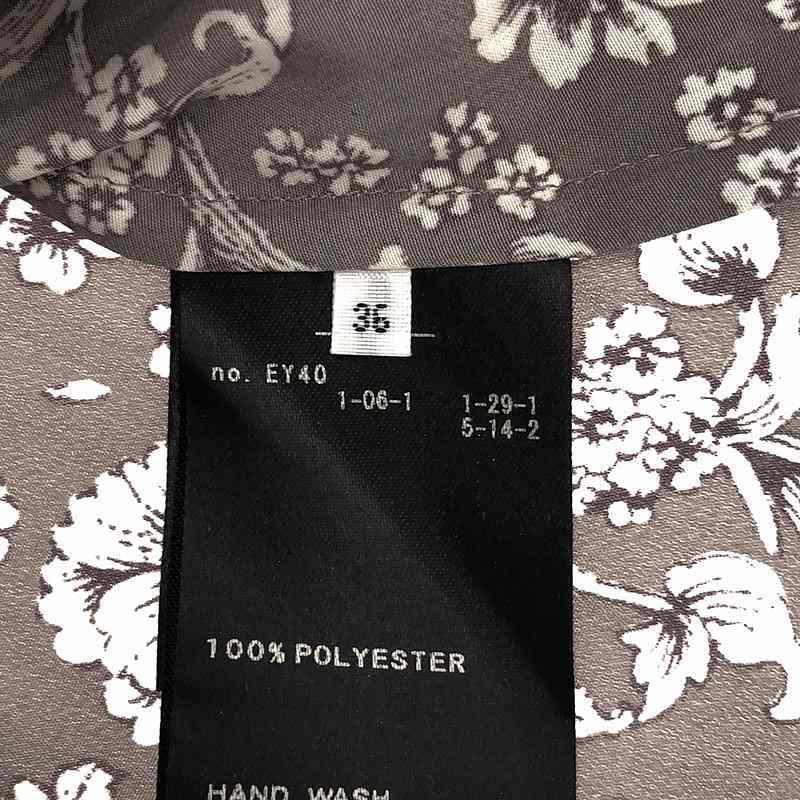 36
no. EY40
1-06-1 1-29-1
5-14-2
100% POLYESTER
HAND WASH